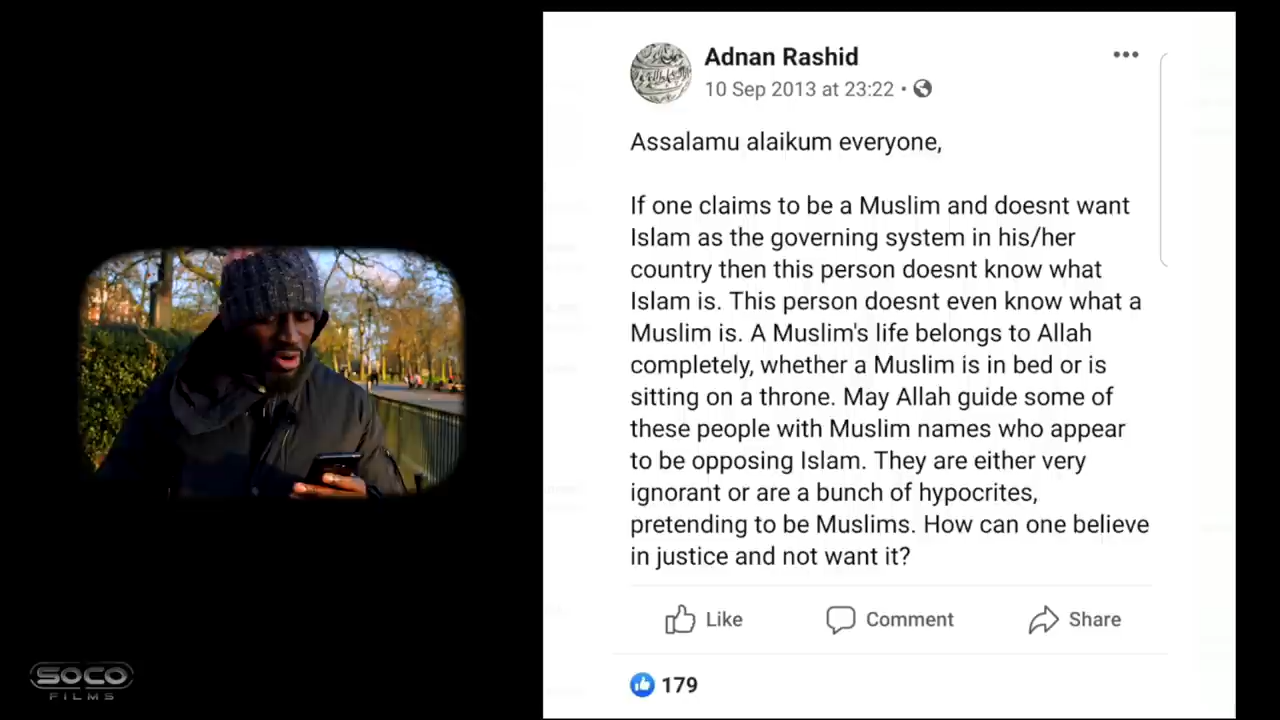 Adnan Rashid
10 Sep 2013 at 23:22 •
Assalamu alaikum everyone,
If one claims to be a Muslim and doesnt want
Islam as the governing system in his/her
country then this person doesnt know what
Islam is. This person doesnt even know what a
Muslim is. A Muslim's life belongs to Allah
completely, whether a Muslim is in bed or is
sitting on a throne. May Allah guide some of
these people with Muslim names who appear
to be opposing Islam. They are either very
ignorant or are a bunch of hypocrites,
pretending to be Muslims. How can one believe
in justice and not want it?
Like Comment Share
179
SOCO
FILMS